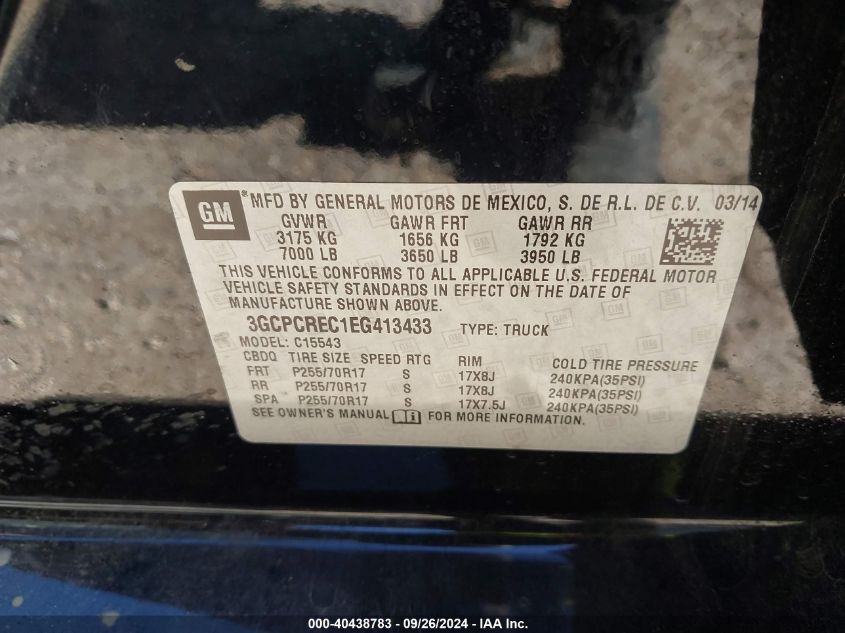 GM® MFD BY GENERAL MOTORS DE MEXICO, S. DE R.L. DE C.V. 03/14
GVWR GAWR FRT GAWR RR
3175 KG 1656 KG 1792 KG
7000 LB 3650 LB 3950 LB
THIS VEHICLE CONFORMS TO ALL APPLICABLE U.S. FEDERAL MOTOR
VEHICLE SAFETY STANDARDS IN EFFECT ON THE DATE OF
MANUFACTURE SHOWN ABOVE.
3GCPCREC1EG413433 TYPE: TRUCK
MODEL: C15543
CBDQ TIRE SIZE SPEED RTG RIM COLD TIRE PRESSURE
FRT P255/70R17 S 17X8J 240KPA(35PSI)
RR P255/70R17 S 17X8J 240KPA(35PSI)
SPA P255/70R17 S 17X7.5J 240KPA(35PSI)
SEE OWNER'S MANUAL FOR MORE INFORMATION.
000-40438783 - 09/26/2024 - IAA Inc.